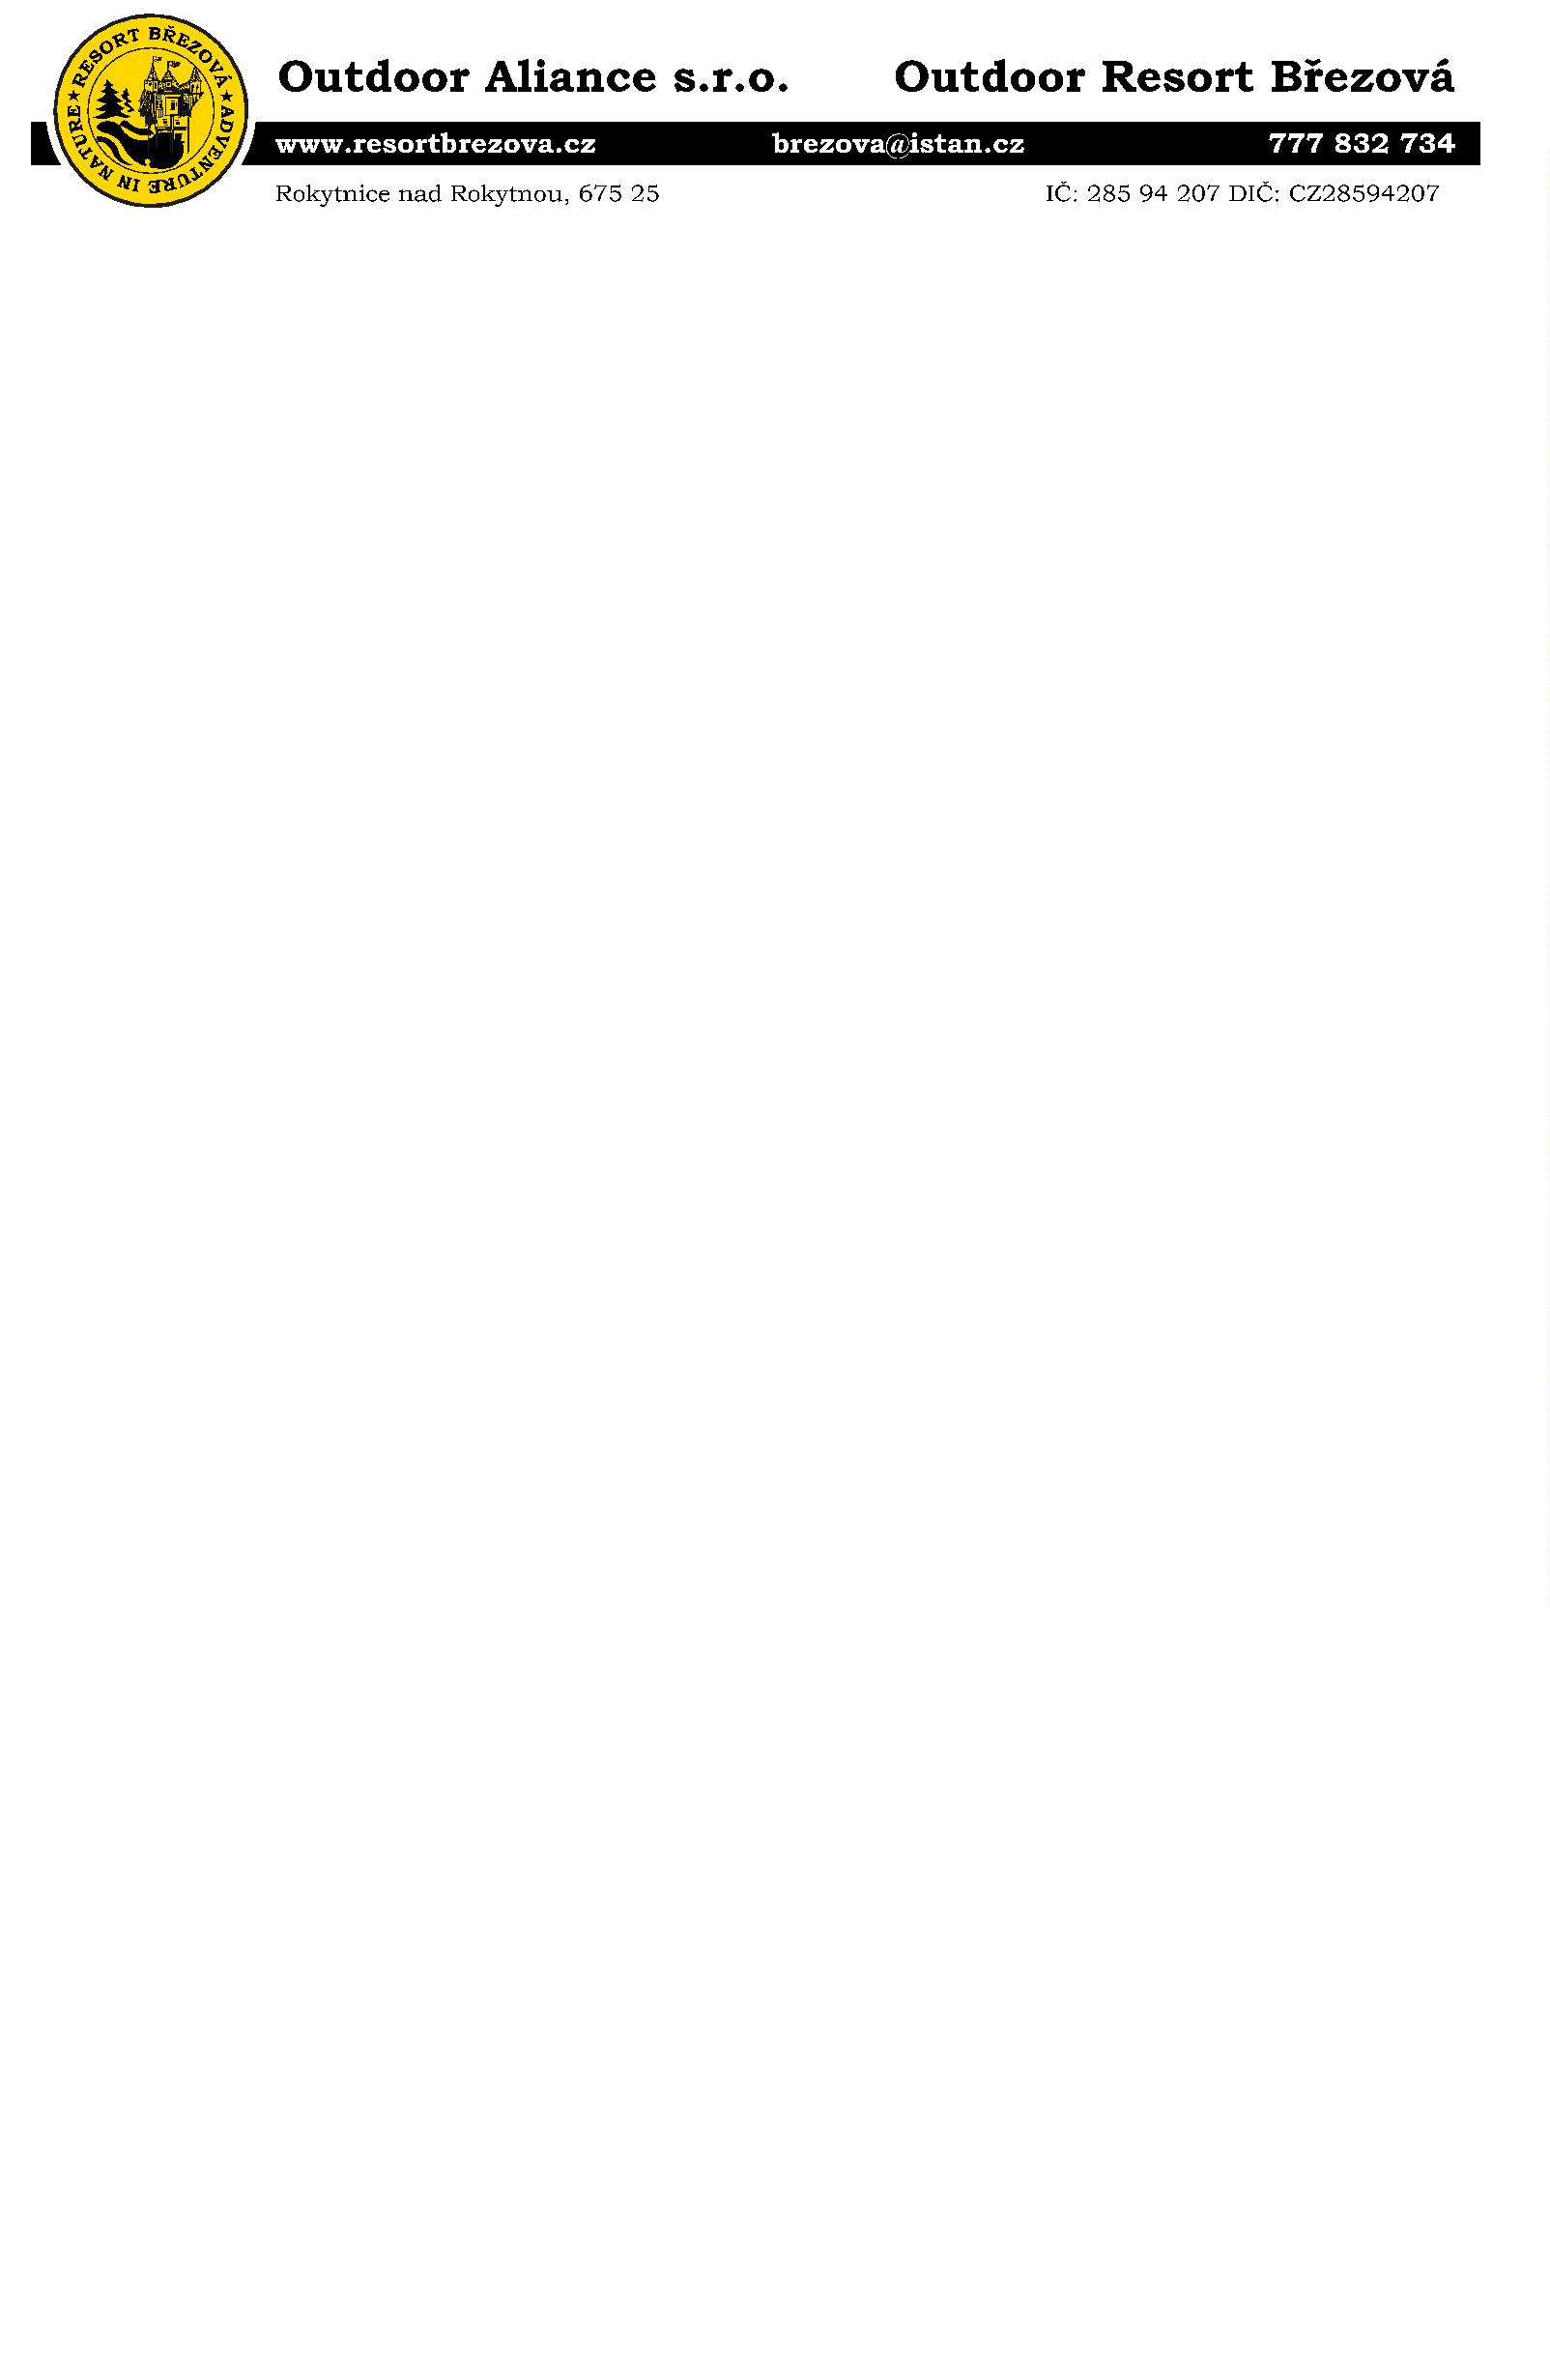 RESORT BŘEZOVÁ ★ ADVENTURE IN NATURE ★
Outdoor Aliance s.r.o. Outdoor Resort Březová
www.resortbrezova.cz brezova@istan.cz 777 832 734
Rokytnice nad Rokytnou, 675 25 IČ: 285 94 207 DIČ: CZ28594207